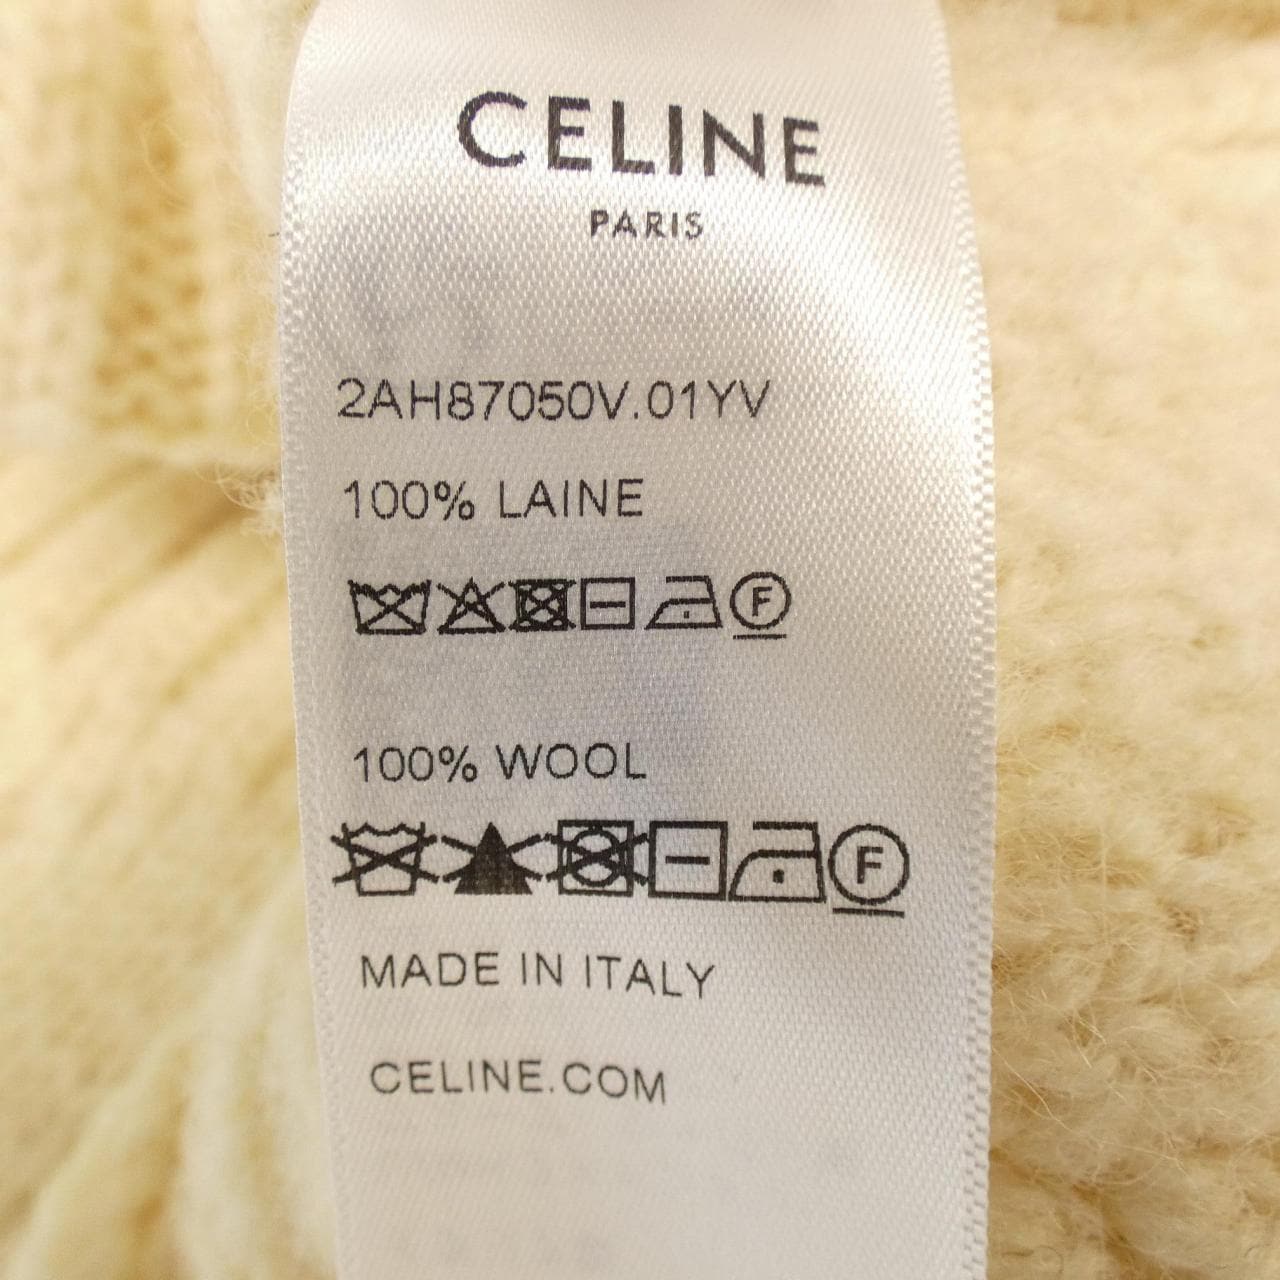 CELINE
PARIS
2AH87050V.01YV
100% LAINE
F
100% WOOL
F
MADE IN ITALY
CELINE.COM